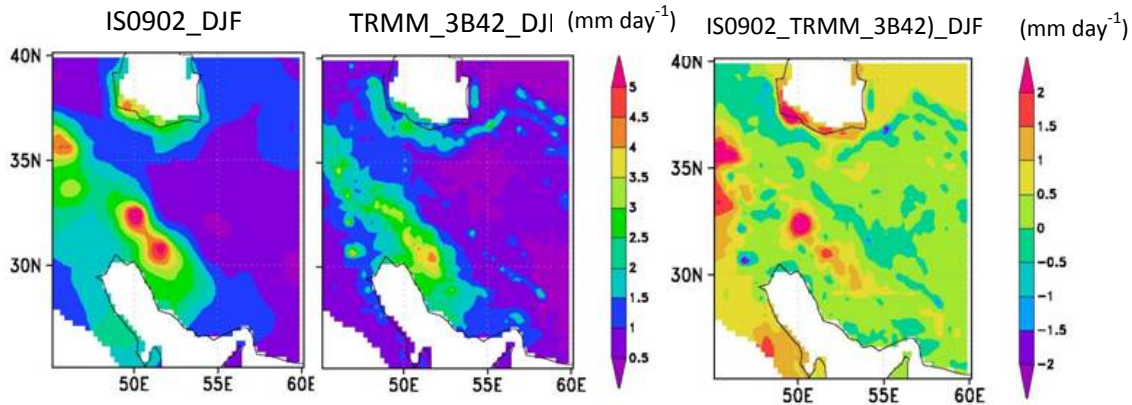 IS0902_DJF
TRMM_3B42_DJF
(mm day⁻¹)
IS0902_TRMM_3B42)_DJF
(mm day⁻¹)
40N
35N
30N
50E
55E
60E
50E
55E
60E
5
4.5
4
3.5
3
2.5
2
1.5
1
0.5
40N
35N
30N
50E
55E
60E
2
1.5
1
0.5
0
−0.5
−1
−1.5
−2